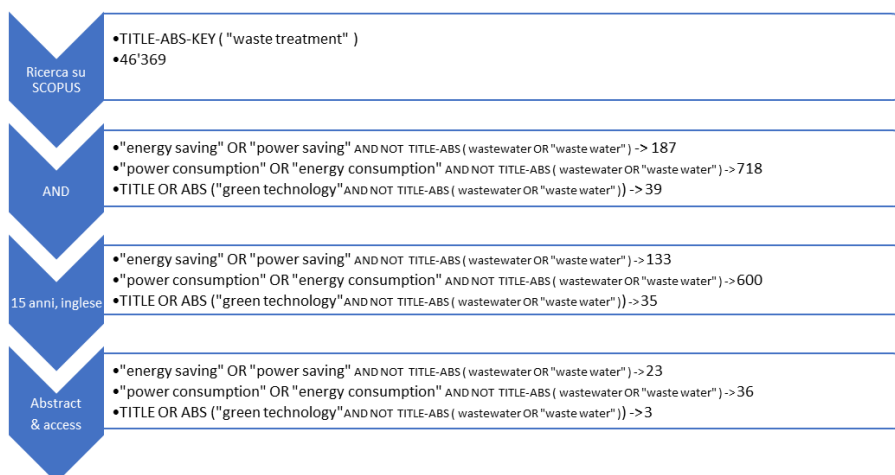 Ricerca su
SCOPUS
•TITLE-ABS-KEY ( "waste treatment" )
•46'369
AND
•"energy saving" OR "power saving" AND NOT TITLE-ABS ( wastewater OR "waste water" ) -> 187
•"power consumption" OR "energy consumption" AND NOT TITLE-ABS ( wastewater OR "waste water" ) ->718
•TITLE OR ABS ("green technology"AND NOT TITLE-ABS ( wastewater OR "waste water" )) -> 39
15 anni, inglese
•"energy saving" OR "power saving" AND NOT TITLE-ABS ( wastewater OR "waste water" ) ->133
•"power consumption" OR "energy consumption" AND NOT TITLE-ABS ( wastewater OR "waste water" ) ->600
•TITLE OR ABS ("green technology"AND NOT TITLE-ABS ( wastewater OR "waste water" )) ->35
Abstract
& access
•"energy saving" OR "power saving" AND NOT TITLE-ABS ( wastewater OR "waste water" ) ->23
•"power consumption" OR "energy consumption" AND NOT TITLE-ABS ( wastewater OR "waste water" ) ->36
•TITLE OR ABS ("green technology"AND NOT TITLE-ABS ( wastewater OR "waste water" )) ->3